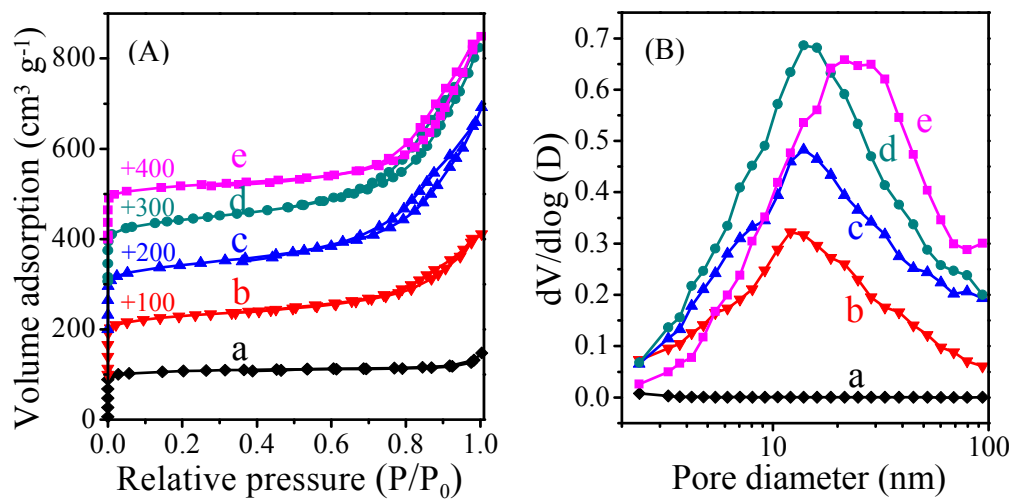 (A)
Volume adsorption (cm³ g⁻¹)
800
600
400
200
0
+400
+300
+200
+100
e
d
c
b
a
0.0 0.2 0.4 0.6 0.8 1.0
Relative pressure (P/P₀)
(B)
dV/dlog (D)
0.7
0.6
0.5
0.4
0.3
0.2
0.1
0.0
e
d
c
b
a
10 100
Pore diameter (nm)